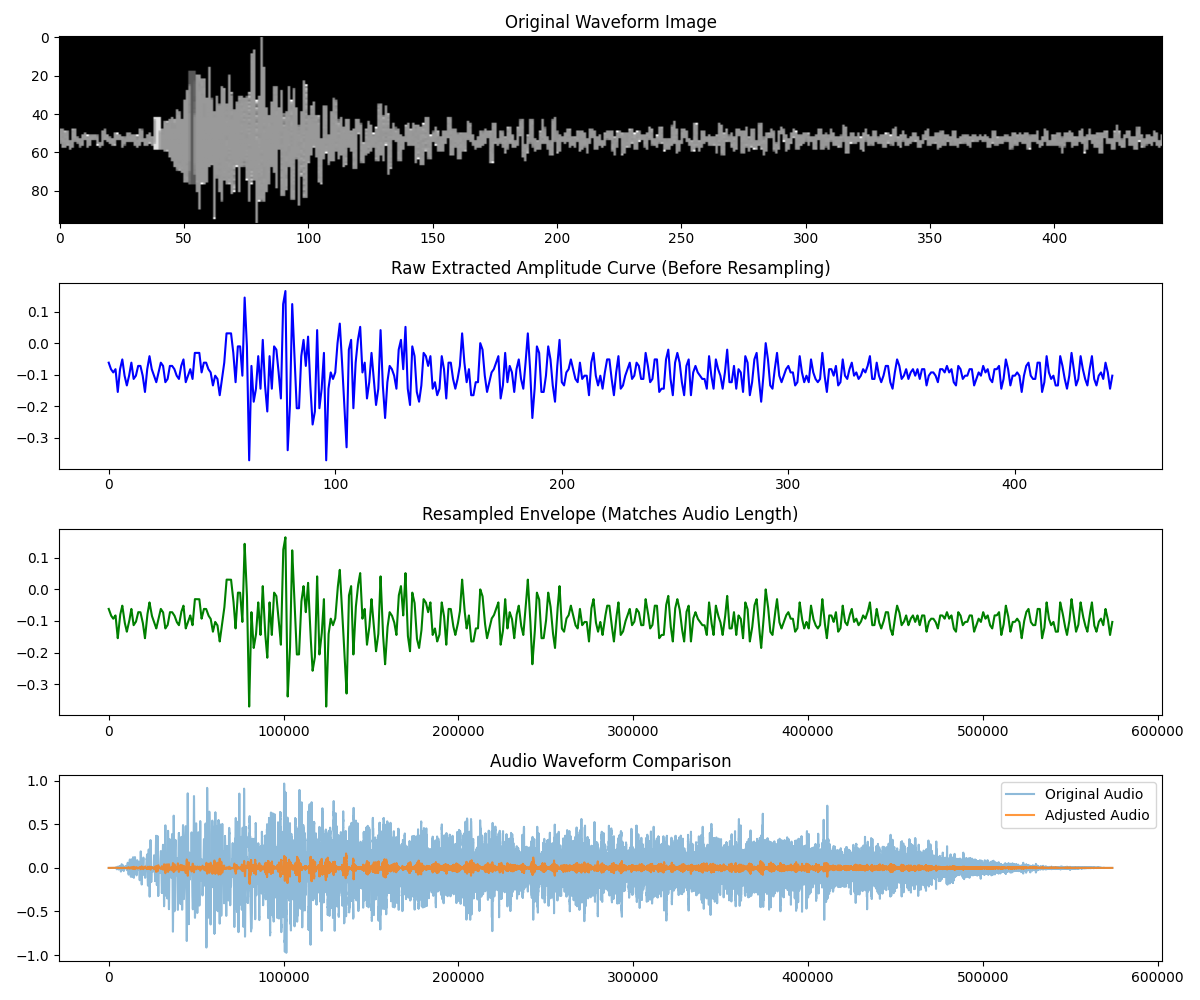 Original Waveform Image
0
20
40
60
80
0 50 100 150 200 250 300 350 400
Raw Extracted Amplitude Curve (Before Resampling)
0.1
0.0
−0.1
−0.2
−0.3
0 100 200 300 400
Resampled Envelope (Matches Audio Length)
0.1
0.0
−0.1
−0.2
−0.3
0 100000 200000 300000 400000 500000 600000
Audio Waveform Comparison
1.0
0.5
0.0
−0.5
−1.0
Original Audio
Adjusted Audio
0 100000 200000 300000 400000 500000 600000